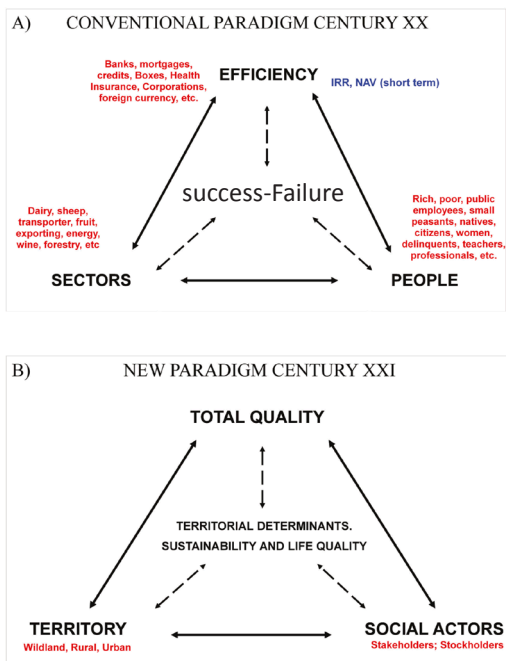 A) CONVENTIONAL PARADIGM CENTURY XX
Banks, mortgages,
credits, Boxes, Health
Insurance, Corporations,
foreign currency, etc.
EFFICIENCY
IRR, NAV (short term)
success-Failure
Dairy, sheep,
transporter, fruit,
exporting, energy,
wine, forestry, etc
Rich, poor, public
employees, small
peasants, natives,
citizens, women,
delinquents, teachers,
professionals, etc.
SECTORS
PEOPLE
B) NEW PARADIGM CENTURY XXI
TOTAL QUALITY
TERRITORIAL DETERMINANTS.
SUSTAINABILITY AND LIFE QUALITY
TERRITORY
Wildland, Rural, Urban
SOCIAL ACTORS
Stakeholders; Stockholders